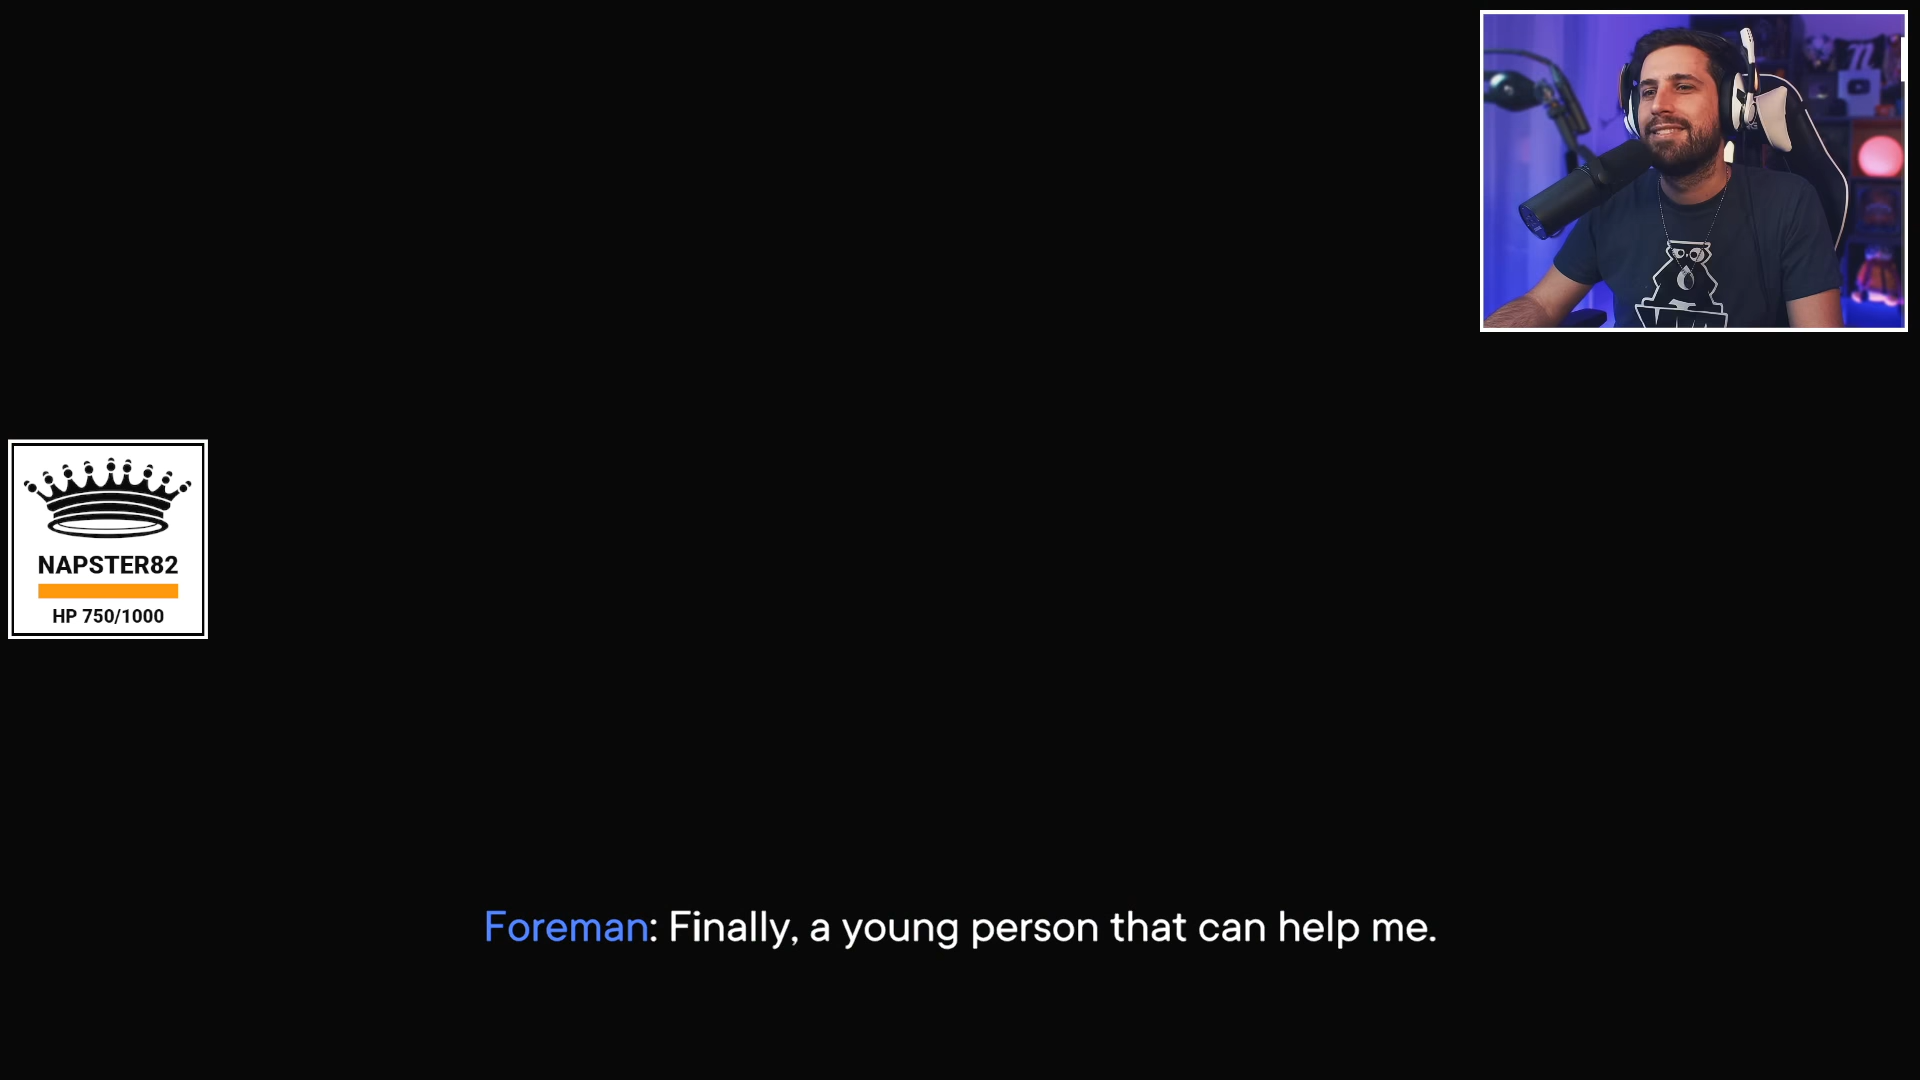 NAPSTER82
HP 750/1000
Foreman: Finally, a young person that can help me.